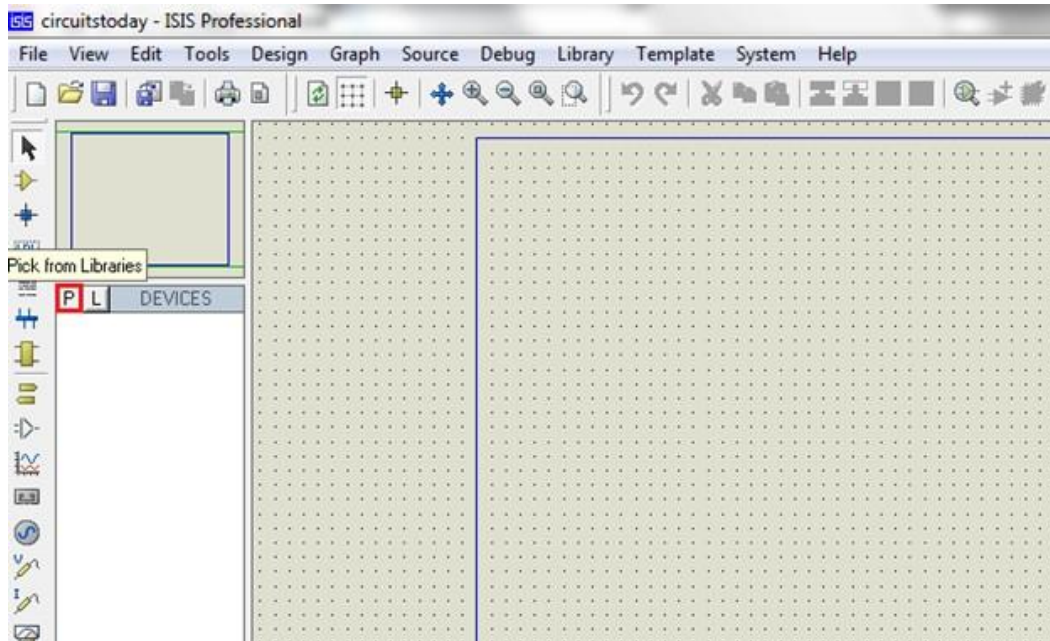 ISIS circuitstoday - ISIS Professional
File View Edit Tools Design Graph Source Debug Library Template System Help
Pick from Libraries
P L DEVICES